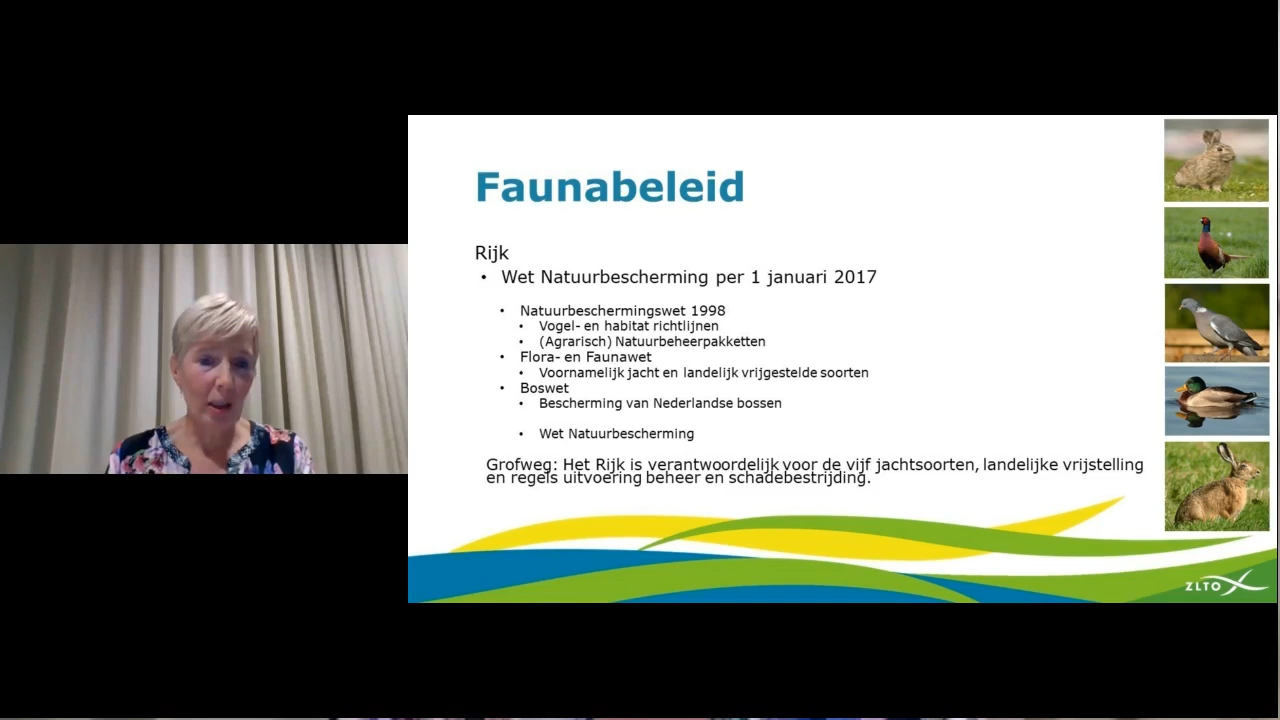 Faunabeleid
Rijk
• Wet Natuurbescherming per 1 januari 2017
• Natuurbeschermingswet 1998
• Vogel- en habitat richtlijnen
• (Agrarisch) Natuurbeheerpakketten
• Flora- en Faunawet
• Voornamelijk jacht en landelijk vrijgestelde soorten
• Boswet
• Bescherming van Nederlandse bossen
• Wet Natuurbescherming
Grofweg: Het Rijk is verantwoordelijk voor de vijf jachtsoorten, landelijke vrijstelling
en regels uitvoering beheer en schadebestrijding.
ZLTO